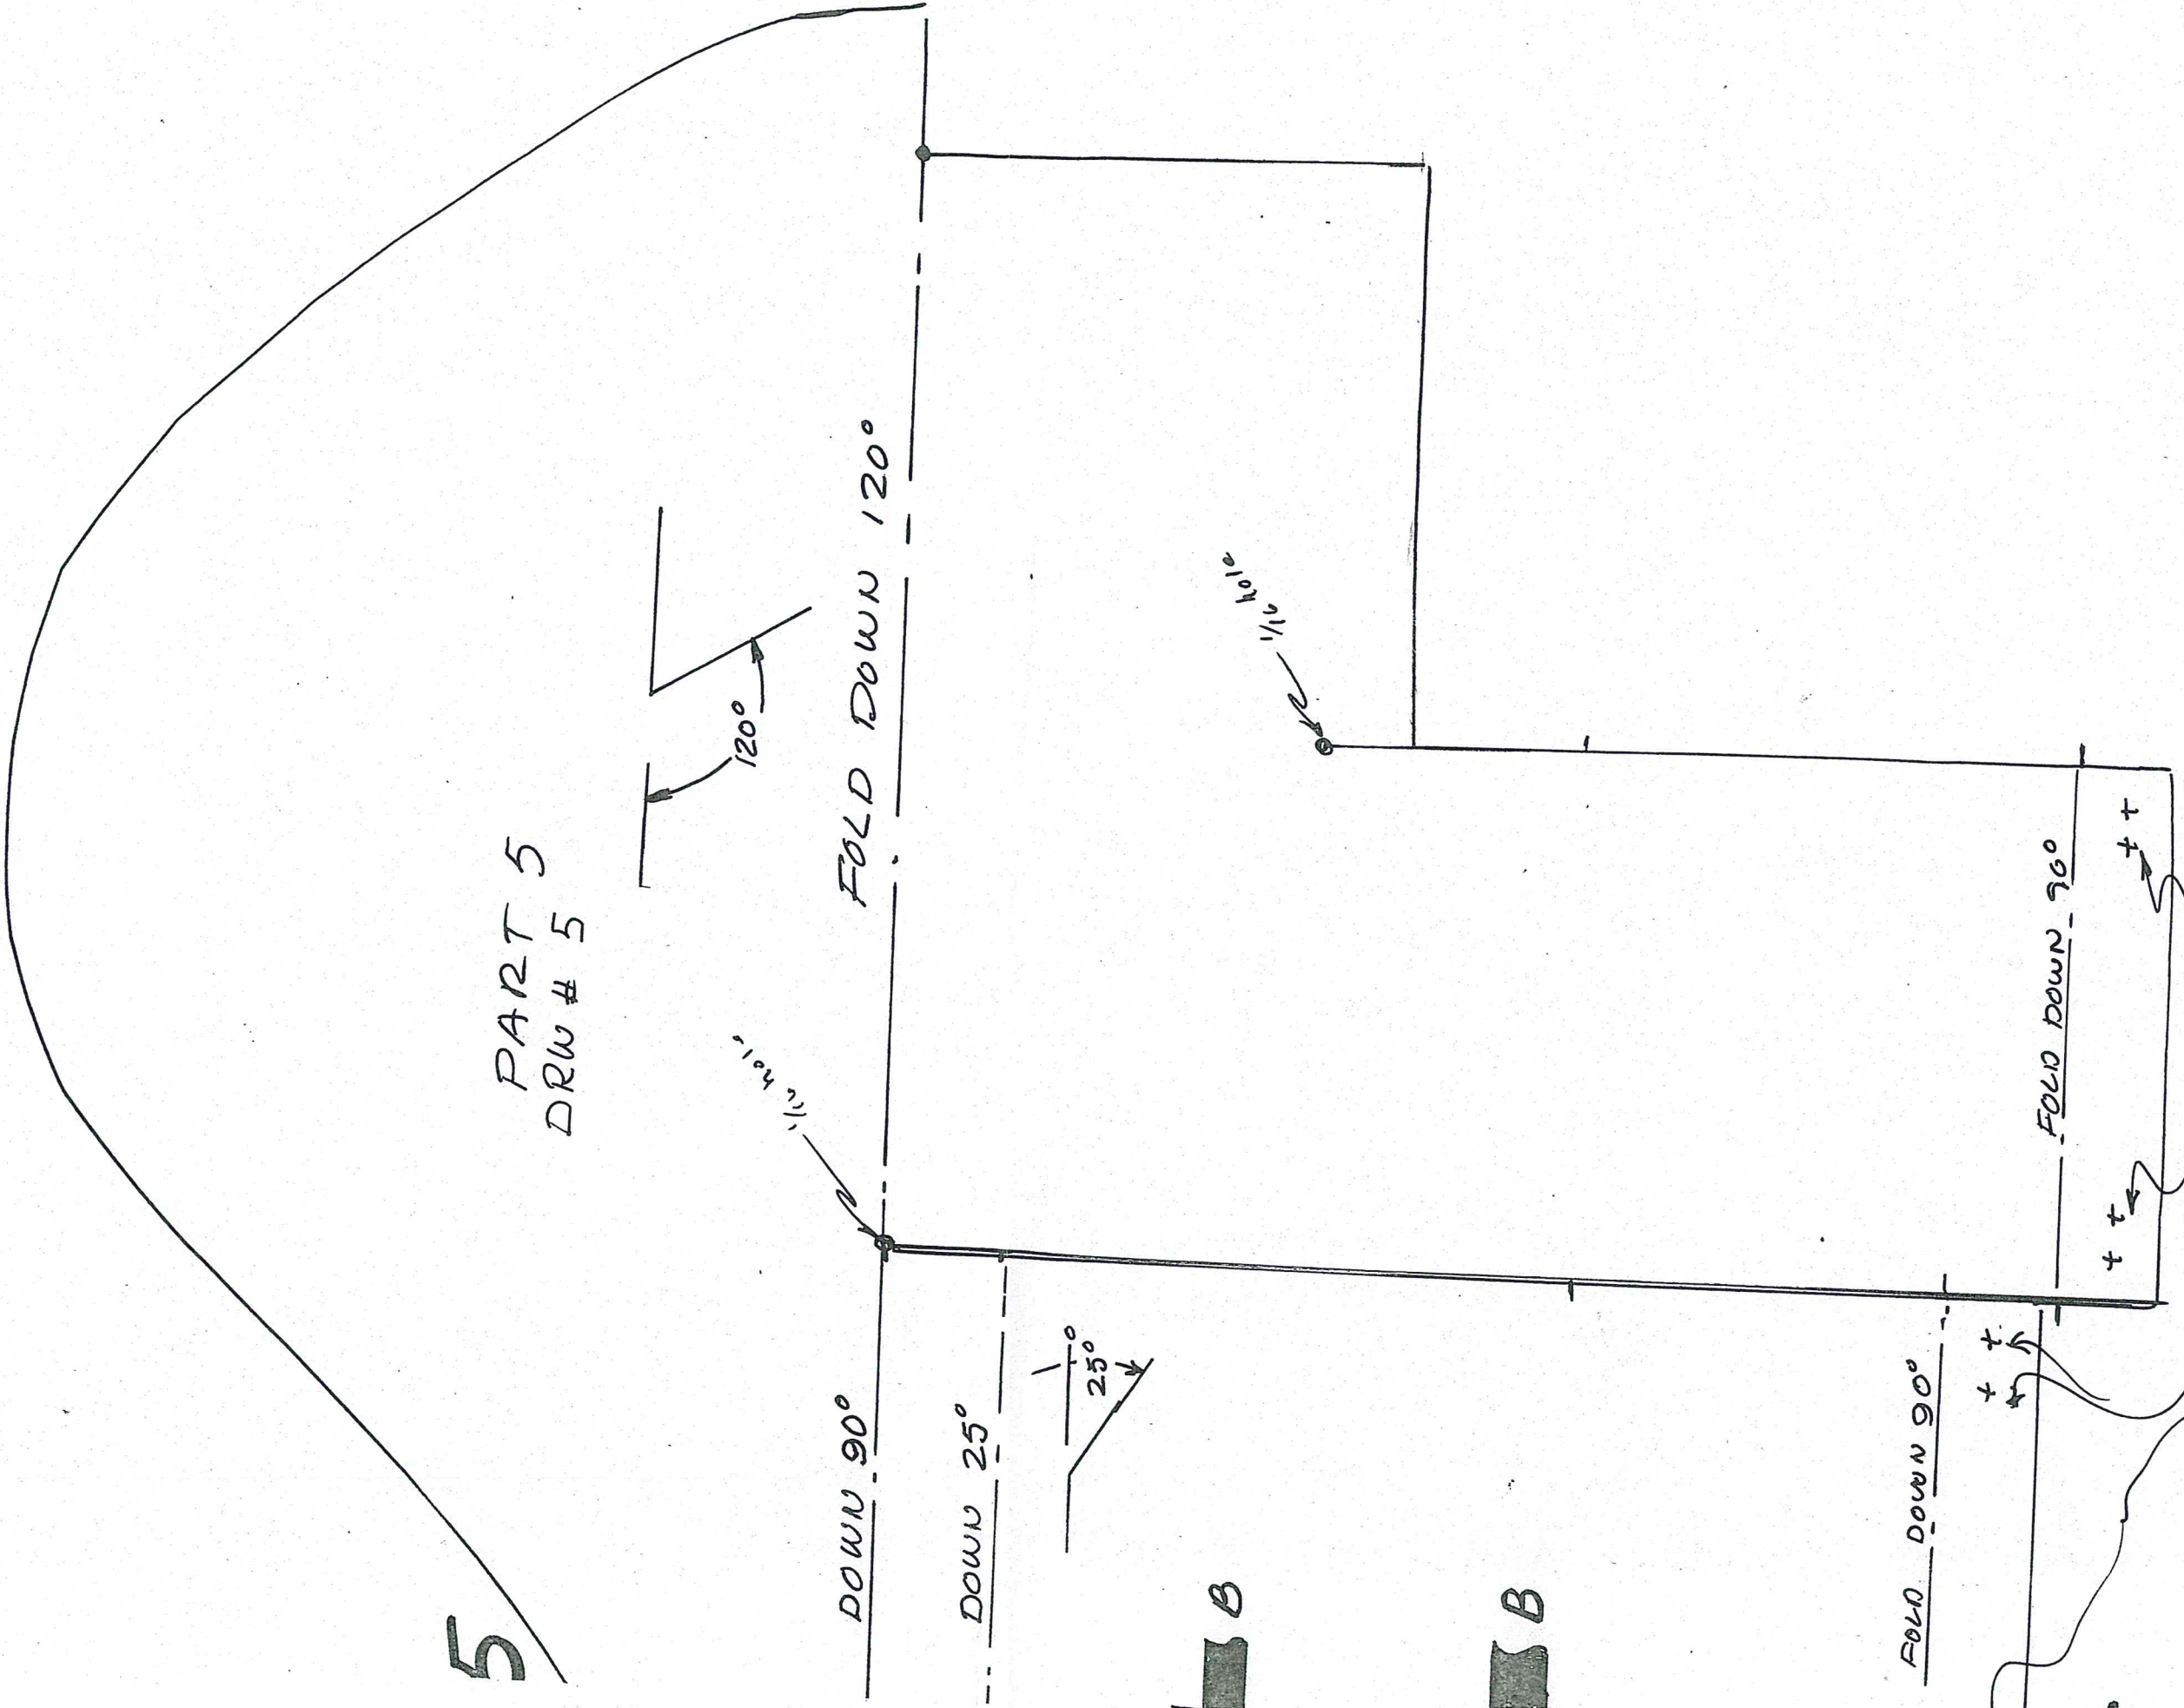 5
PART 5
DRW # 5
120°
FOLD DOWN 120°
1/16 hole
1/16 hole
DOWN 90°
DOWN 25°
25°
B
B
FOLD DOWN 90°
FOLD DOWN 90°